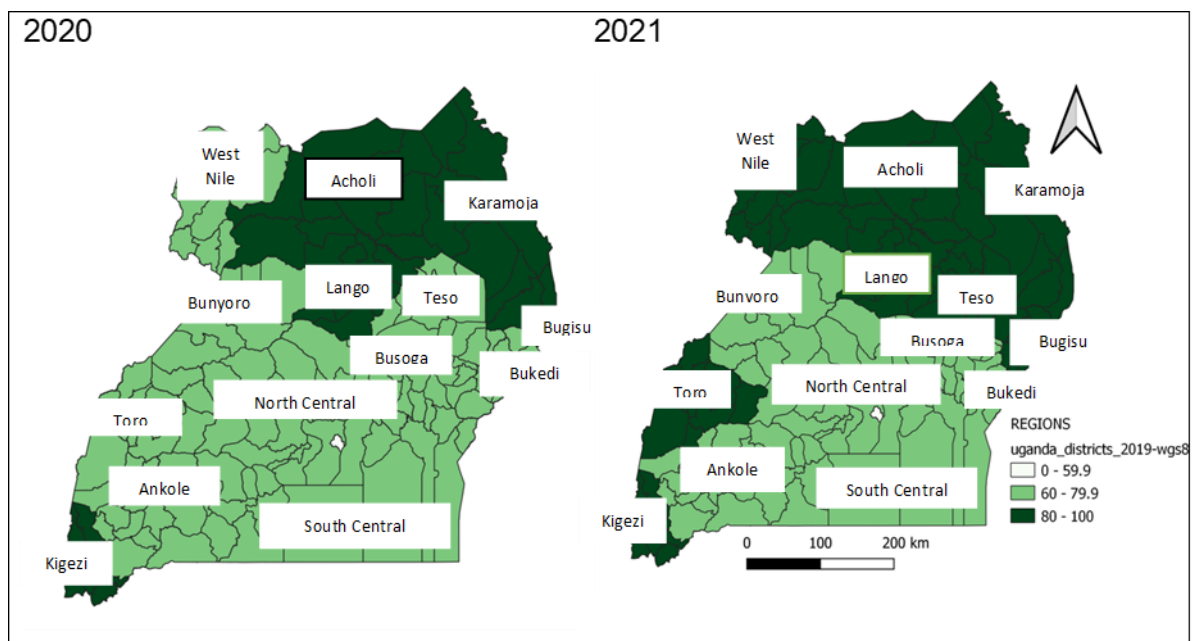 2020
West
Nile
Acholi
Karamoja
Lango
Teso
Bunyoro
Bugisu
Busoga
Bukedi
North Central
Toro
Ankole
South Central
Kigezi
2021
West
Nile
Acholi
Karamoja
Lango
Teso
Bunvoro
Busoga
Bugisu
North Central
Toro
Bukedi
REGIONS
uganda_districts_2019-wgs8
0 - 59.9
60 - 79.9
80 - 100
Ankole
South Central
Kigezi
0 100 200 km